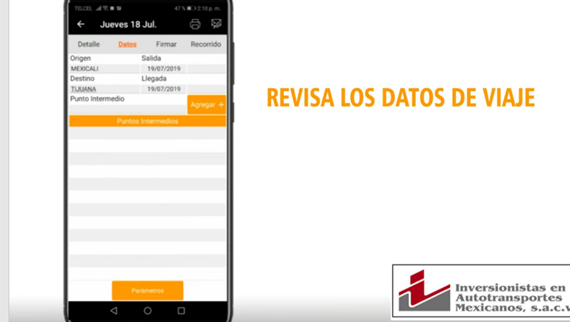 TELCEL 47 % 2:18 p. m.
Jueves 18 Jul.
Detalle Datos Firmar Recorrido
Origen Salida
MEXICALI 19/07/2019
Destino Llegada
TIJUANA 19/07/2019
Punto Intermedio
Agregar +
Puntos Intermedios
Parámetros
REVISA LOS DATOS DE VIAJE
Inversionistas en
Autotransportes
Mexicanos, s.a.c.v